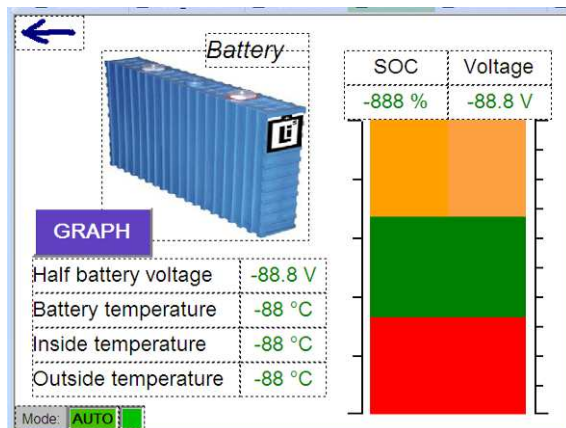 Battery
Li
SOC Voltage
-888 % -88.8 V
GRAPH
Half battery voltage -88.8 V
Battery temperature -88 °C
Inside temperature -88 °C
Outside temperature -88 °C
Mode: AUTO